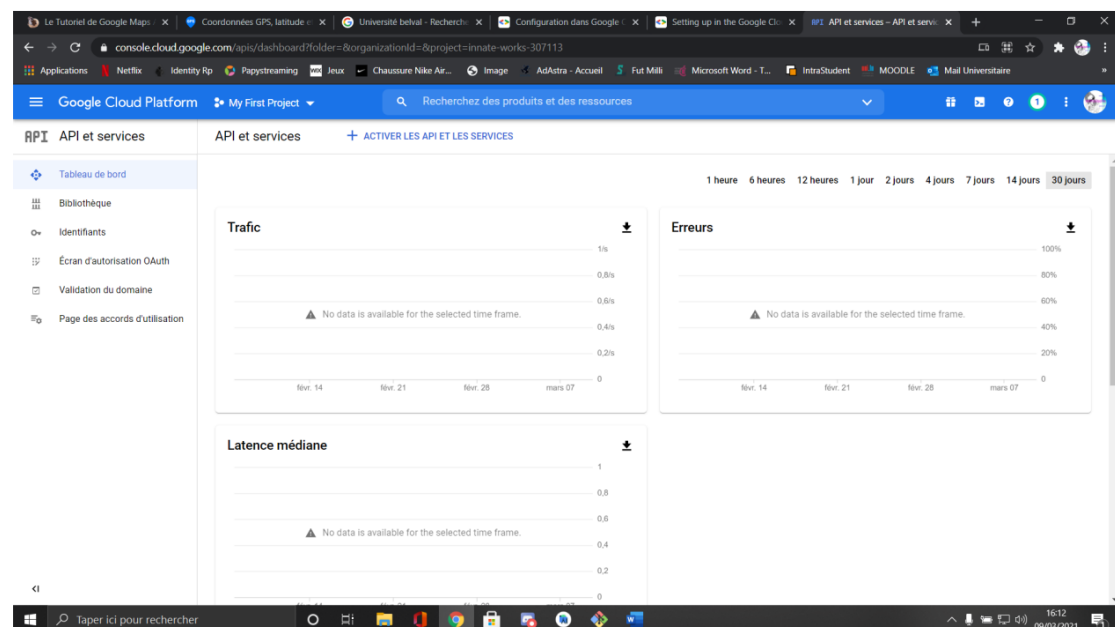 Le Tutoriel de Google Maps
Coordonnées GPS, latitude e
Université belval - Recherche
Configuration dans Google C
Setting up in the Google Clo
API et services – API et servic
console.cloud.google.com/apis/dashboard?folder=&organizationId=&project=innate-works-307113
Applications Netflix Identity Rp Papystreaming Jeux Chaussure Nike Air... Image AdAstra - Accueil Fut Milli Microsoft Word - T... IntraStudent MOODLE Mail Universitaire »
Google Cloud Platform My First Project Recherchez des produits et des ressources 1
API API et services
API et services + ACTIVER LES API ET LES SERVICES
Tableau de bord
Bibliothèque
Identifiants
Écran d'autorisation OAuth
Validation du domaine
Page des accords d'utilisation
1 heure 6 heures 12 heures 1 jour 2 jours 4 jours 7 jours 14 jours 30 jours
Trafic
1/s
0,8/s
0,6/s
No data is available for the selected time frame.
0,4/s
0,2/s
0
févr. 14 févr. 21 févr. 28 mars 07
Erreurs
100%
80%
60%
No data is available for the selected time frame.
40%
20%
0
févr. 14 févr. 21 févr. 28 mars 07
Latence médiane
1
0,8
0,6
No data is available for the selected time frame.
0,4
0,2
0
Taper ici pour rechercher
16:12
09/03/2021